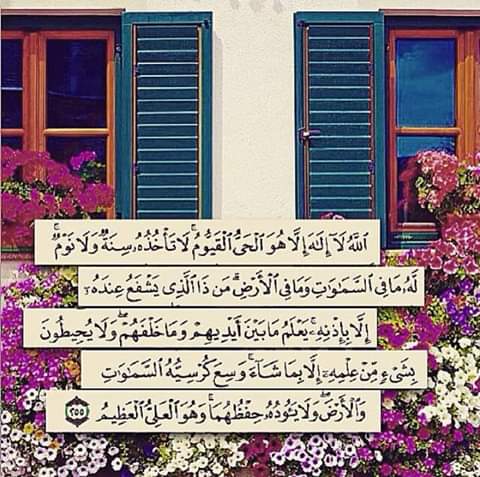 ٱللَّهُ لَآ إِلَٰهَ إِلَّا هُوَ ٱلْحَىُّ ٱلْقَيُّومُ ۚ لَا تَأْخُذُهُۥ سِنَةٌ وَلَا نَوْمٌ ۚ
لَّهُۥ مَا فِى ٱلسَّمَٰوَٰتِ وَمَا فِى ٱلْأَرْضِ ۗ مَن ذَا ٱلَّذِى يَشْفَعُ عِندَهُۥٓ
إِلَّا بِإِذْنِهِۦ ۚ يَعْلَمُ مَا بَيْنَ أَيْدِيهِمْ وَمَا خَلْفَهُمْ ۖ وَلَا يُحِيطُونَ
بِشَىْءٍ مِّنْ عِلْمِهِۦٓ إِلَّا بِمَا شَآءَ ۚ وَسِعَ كُرْسِيُّهُ ٱلسَّمَٰوَٰتِ
وَٱلْأَرْضَ ۖ وَلَا يَـُٔودُهُۥ حِفْظُهُمَا ۚ وَهُوَ ٱلْعَلِىُّ ٱلْعَظِيمُ ٢٥٥